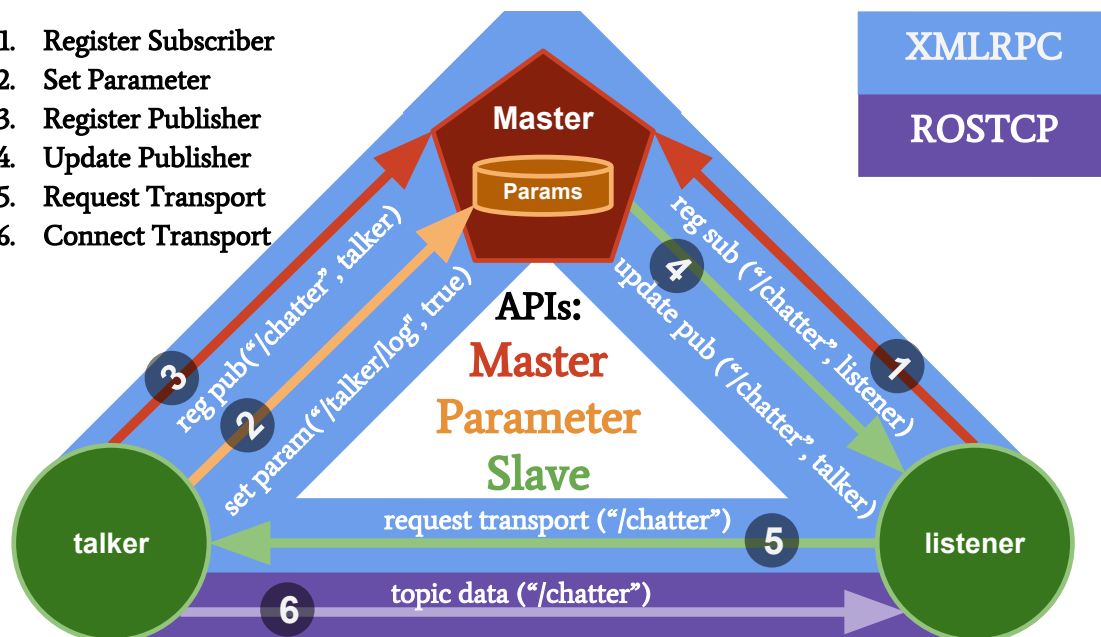 1. Register Subscriber
2. Set Parameter
3. Register Publisher
4. Update Publisher
5. Request Transport
6. Connect Transport
XMLRPC
ROSTCP
Master
Params
reg pub(“/chatter”, talker)
set param(“/talker/log”, true)
reg sub (“/chatter”, listener)
update pub (“/chatter”, talker)
3
2
4
1
APIs:
Master
Parameter
Slave
talker
listener
request transport (“/chatter”)
5
topic data (“/chatter”)
6